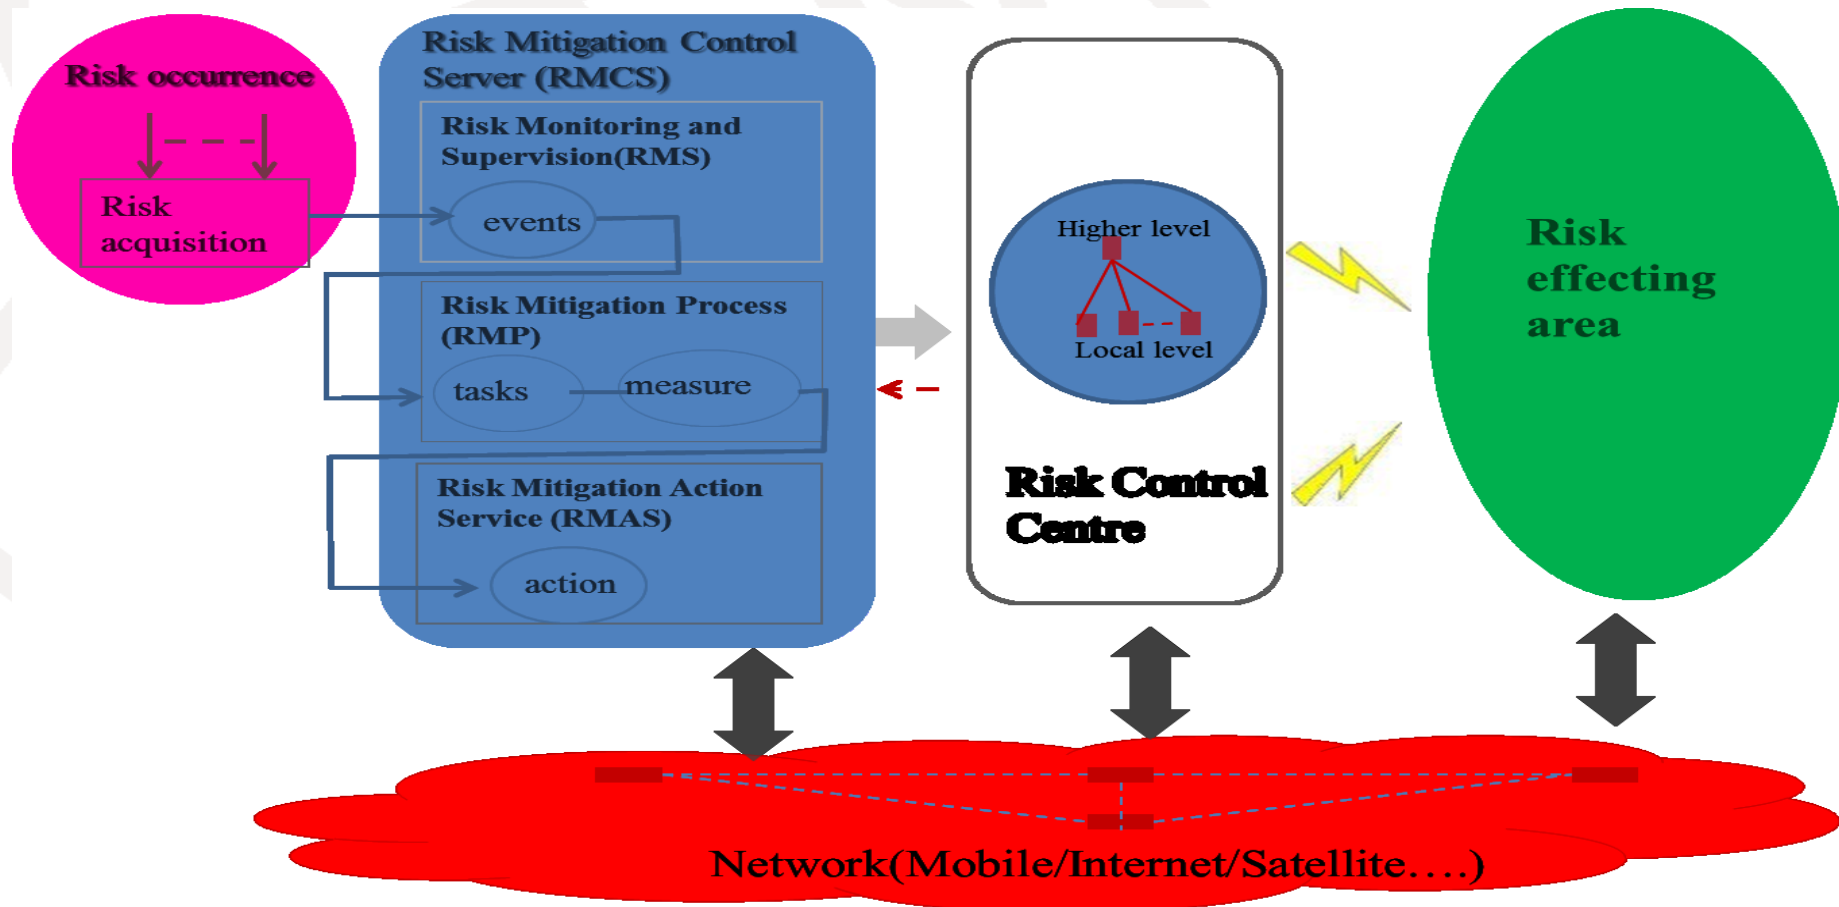 Risk occurrence
Risk
acquisition
Risk Mitigation Control
Server (RMCS)
Risk Monitoring and
Supervision(RMS)
events
Risk Mitigation Process
(RMP)
tasks
measure
Risk Mitigation Action
Service (RMAS)
action
Higher level
Local level
Risk Control
Centre
Risk
effecting
area
Network(Mobile/Internet/Satellite….)